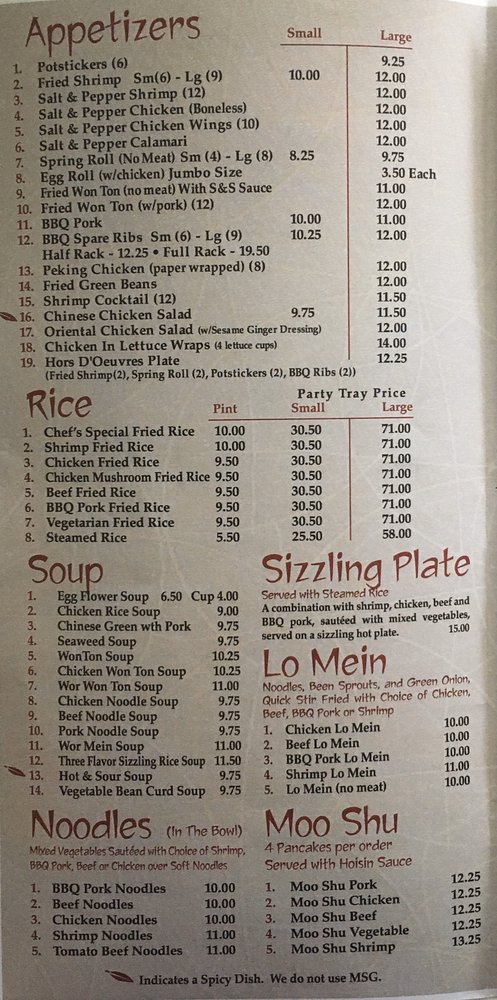 Appetizers Small Large
1. Potstickers (6) 9.25
2. Fried Shrimp Sm(6) - Lg (9) 10.00 12.00
3. Salt & Pepper Shrimp (12) 12.00
4. Salt & Pepper Chicken (Boneless) 12.00
5. Salt & Pepper Chicken Wings (10) 12.00
6. Salt & Pepper Calamari 12.00
7. Spring Roll (No Meat) Sm (4) - Lg (8) 8.25 9.75
8. Egg Roll (w/chicken) Jumbo Size 3.50 Each
9. Fried Won Ton (no meat) With S&S Sauce 11.00
10. Fried Won Ton (w/pork) (12) 12.00
11. BBQ Pork 10.00 11.00
12. BBQ Spare Ribs Sm (6) - Lg (9) 10.25 12.00
Half Rack - 12.25 • Full Rack - 19.50
13. Peking Chicken (paper wrapped) (8) 12.00
14. Fried Green Beans 12.00
15. Shrimp Cocktail (12) 11.50
16. Chinese Chicken Salad 9.75 11.50
17. Oriental Chicken Salad (w/Sesame Ginger Dressing) 12.00
18. Chicken In Lettuce Wraps (4 lettuce cups) 14.00
19. Hors D'Oeuvres Plate 12.25
(Fried Shrimp(2), Spring Roll (2), Potstickers (2), BBQ Ribs (2))
Rice Party Tray Price
Pint Small Large
1. Chef's Special Fried Rice 10.00 30.50 71.00
2. Shrimp Fried Rice 10.00 30.50 71.00
3. Chicken Fried Rice 9.50 30.50 71.00
4. Chicken Mushroom Fried Rice 9.50 30.50 71.00
5. Beef Fried Rice 9.50 30.50 71.00
6. BBQ Pork Fried Rice 9.50 30.50 71.00
7. Vegetarian Fried Rice 9.50 30.50 71.00
8. Steamed Rice 5.50 25.50 58.00
Soup
1. Egg Flower Soup 6.50 Cup 4.00
2. Chicken Rice Soup 9.00
3. Chinese Green wth Pork 9.75
4. Seaweed Soup 9.75
5. WonTon Soup 10.25
6. Chicken Won Ton Soup 10.25
7. Wor Won Ton Soup 11.00
8. Chicken Noodle Soup 9.75
9. Beef Noodle Soup 9.75
10. Pork Noodle Soup 9.75
11. Wor Mein Soup 11.00
12. Three Flavor Sizzling Rice Soup 11.50
13. Hot & Sour Soup 9.75
14. Vegetable Bean Curd Soup 9.75
Sizzling Plate
Served with Steamed Rice
A combination with shrimp, chicken, beef and
BBQ pork, sautéed with mixed vegetables,
served on a sizzling hot plate. 15.00
Lo Mein
Noodles, Been Sprouts, and Green Onion,
Quick Stir Fried with Choice of Chicken,
Beef, BBQ Pork or Shrimp
1. Chicken Lo Mein 10.00
2. Beef Lo Mein 10.00
3. BBQ Pork Lo Mein 10.00
4. Shrimp Lo Mein 11.00
5. Lo Mein (no meat) 10.00
Noodles (In The Bowl)
Mixed Vegetables Sautéed with Choice of Shrimp,
BBQ Pork, Beef or Chicken over Soft Noodles
1. BBQ Pork Noodles 10.00
2. Beef Noodles 10.00
3. Chicken Noodles 10.00
4. Shrimp Noodles 11.00
5. Tomato Beef Noodles 11.00
Moo Shu
4 Pancakes per order
Served with Hoisin Sauce
1. Moo Shu Pork 12.25
2. Moo Shu Chicken 12.25
3. Moo Shu Beef 12.25
4. Moo Shu Vegetable 12.25
5. Moo Shu Shrimp 13.25
Indicates a Spicy Dish. We do not use MSG.